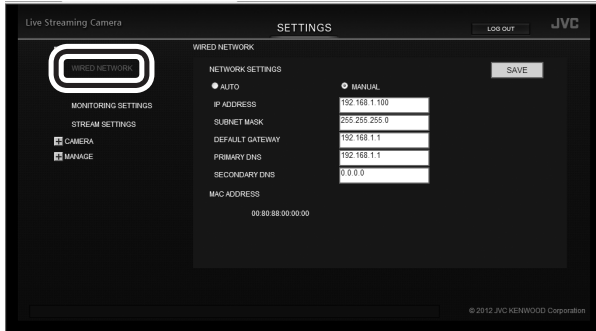 Live Streaming Camera
SETTINGS
LOG OUT
JVC
WIRED NETWORK
WIRED NETWORK
MONITORING SETTINGS
STREAM SETTINGS
CAMERA
MANAGE
NETWORK SETTINGS
SAVE
AUTO
MANUAL
IP ADDRESS 192.168.1.100
SUBNET MASK 255.255.255.0
DEFAULT GATEWAY 192.168.1.1
PRIMARY DNS 192.168.1.1
SECONDARY DNS 0.0.0.0
MAC ADDRESS
00:80:88:00:00:00
© 2012 JVC KENWOOD Corporation